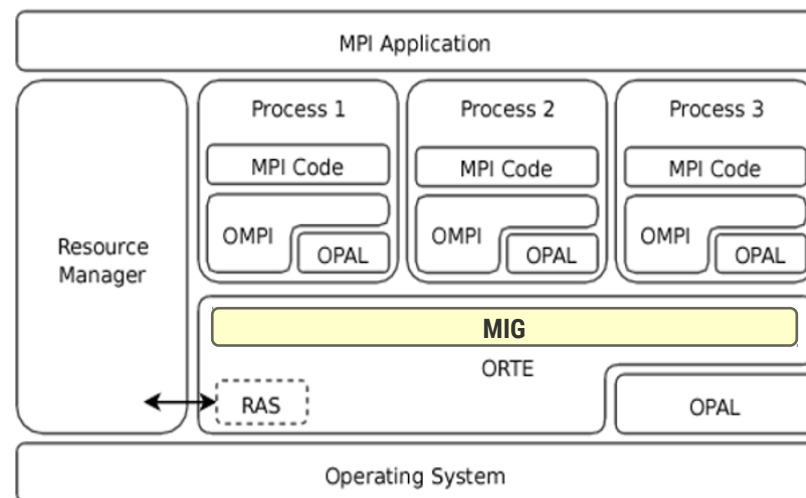 MPI Application
Resource
Manager
Process 1
MPI Code
OMPI
OPAL
Process 2
MPI Code
OMPI
OPAL
Process 3
MPI Code
OMPI
OPAL
MIG
ORTE
RAS
OPAL
Operating System